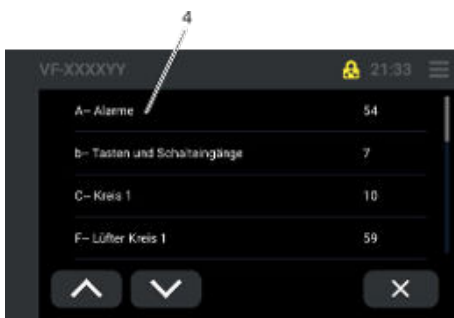 4
VF-XXXXYY 21:33
A– Alarme 54
b– Tasten und Schalteingänge 7
C– Kreis 1 10
F– Lüfter Kreis 1 59